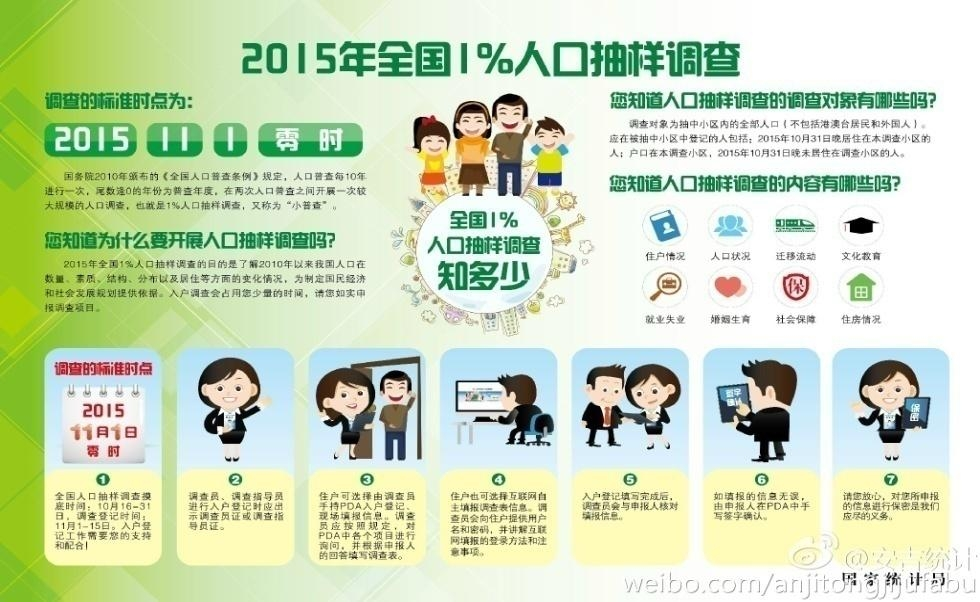 2015年全国1%人口抽样调查
调查的标准时点为：
2015 11 1 零时
国务院2010年颁布的《全国人口普查条例》规定，人口普查每10年
进行一次，尾数逢0的年份为普查年度，在两次人口普查之间开展一次较
大规模的人口调查，也就是1%人口抽样调查，又称为“小普查”。
您知道为什么要开展人口抽样调查吗？
2015年全国1%人口抽样调查的目的是了解2010年以来我国人口在
数量、素质、结构、分布以及居住等方面的变化情况，为制定国民经济
和社会发展规划提供依据。入户调查会占用您少量的时间，请您如实申
报调查项目。
全国1%
人口抽样调查
知多少
您知道人口抽样调查的调查对象有哪些吗？
调查对象为抽中小区内的全部人口（不包括港澳台居民和外国人）。
应在被抽中小区中登记的人包括：2015年10月31日晚居住在本调查小区的
人；户口在本调查小区，2015年10月31日晚未居住在调查小区的人。
您知道人口抽样调查的内容有哪些吗？
住户情况 人口状况 迁移流动 文化教育
保
就业失业 婚姻生育 社会保障 住房情况
调查的标准时点
2015
11月1日
零时
1
全国人口抽样调查摸
底时间：10月16-31
日，调查登记时间：
11月1-15日。入户登
记工作需要您的支持
和配合！
2
调查员、调查指导员
进行入户登记时应出
示调查员证或调查指
导员证。
3
住户可选择由调查员
手持PDA入户登记、
现场填报信息。调查
员应按照规定，对
PDA中各个项目进行
询问，并根据申报人
的回答填写调查表。
4
住户也可选择互联网自
主填报调查表信息。调
查员会向住户提供用户
名和密码，并讲解互联
网填报的登录方法和注
意事项。
5
入户登记填写完成后，
调查员会与申报人核对
填报信息。
数字
确认
6
如填报的信息无误，
由申报人在PDA中手
写签字确认。
保密
7
请您放心，对您所申报
的信息进行保密是我们
应尽的义务。
@安吉统计
国家统计局
weibo.com/anjitongjijufabu